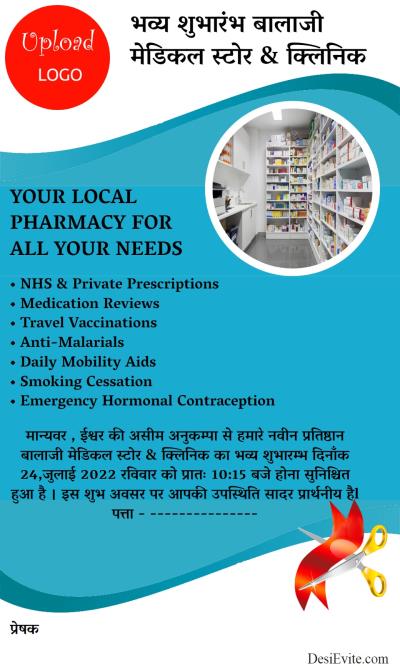 Upload
LOGO
भव्य शुभारंभ बालाजी
मेडिकल स्टोर & क्लिनिक
YOUR LOCAL
PHARMACY FOR
ALL YOUR NEEDS
• NHS & Private Prescriptions
• Medication Reviews
• Travel Vaccinations
• Anti-Malarials
• Daily Mobility Aids
• Smoking Cessation
• Emergency Hormonal Contraception
मान्यवर , ईश्वर की असीम अनुकम्पा से हमारे नवीन प्रतिष्ठान
बालाजी मेडिकल स्टोर & क्लिनिक का भव्य शुभारम्भ दिनाँक
24,जुलाई 2022 रविवार को प्रातः 10:15 बजे होना सुनिश्चित
हुआ है । इस शुभ अवसर पर आपकी उपस्थिति सादर प्रार्थनीय है।
पत्ता - ---------------
प्रेषक
DesiEvite.com